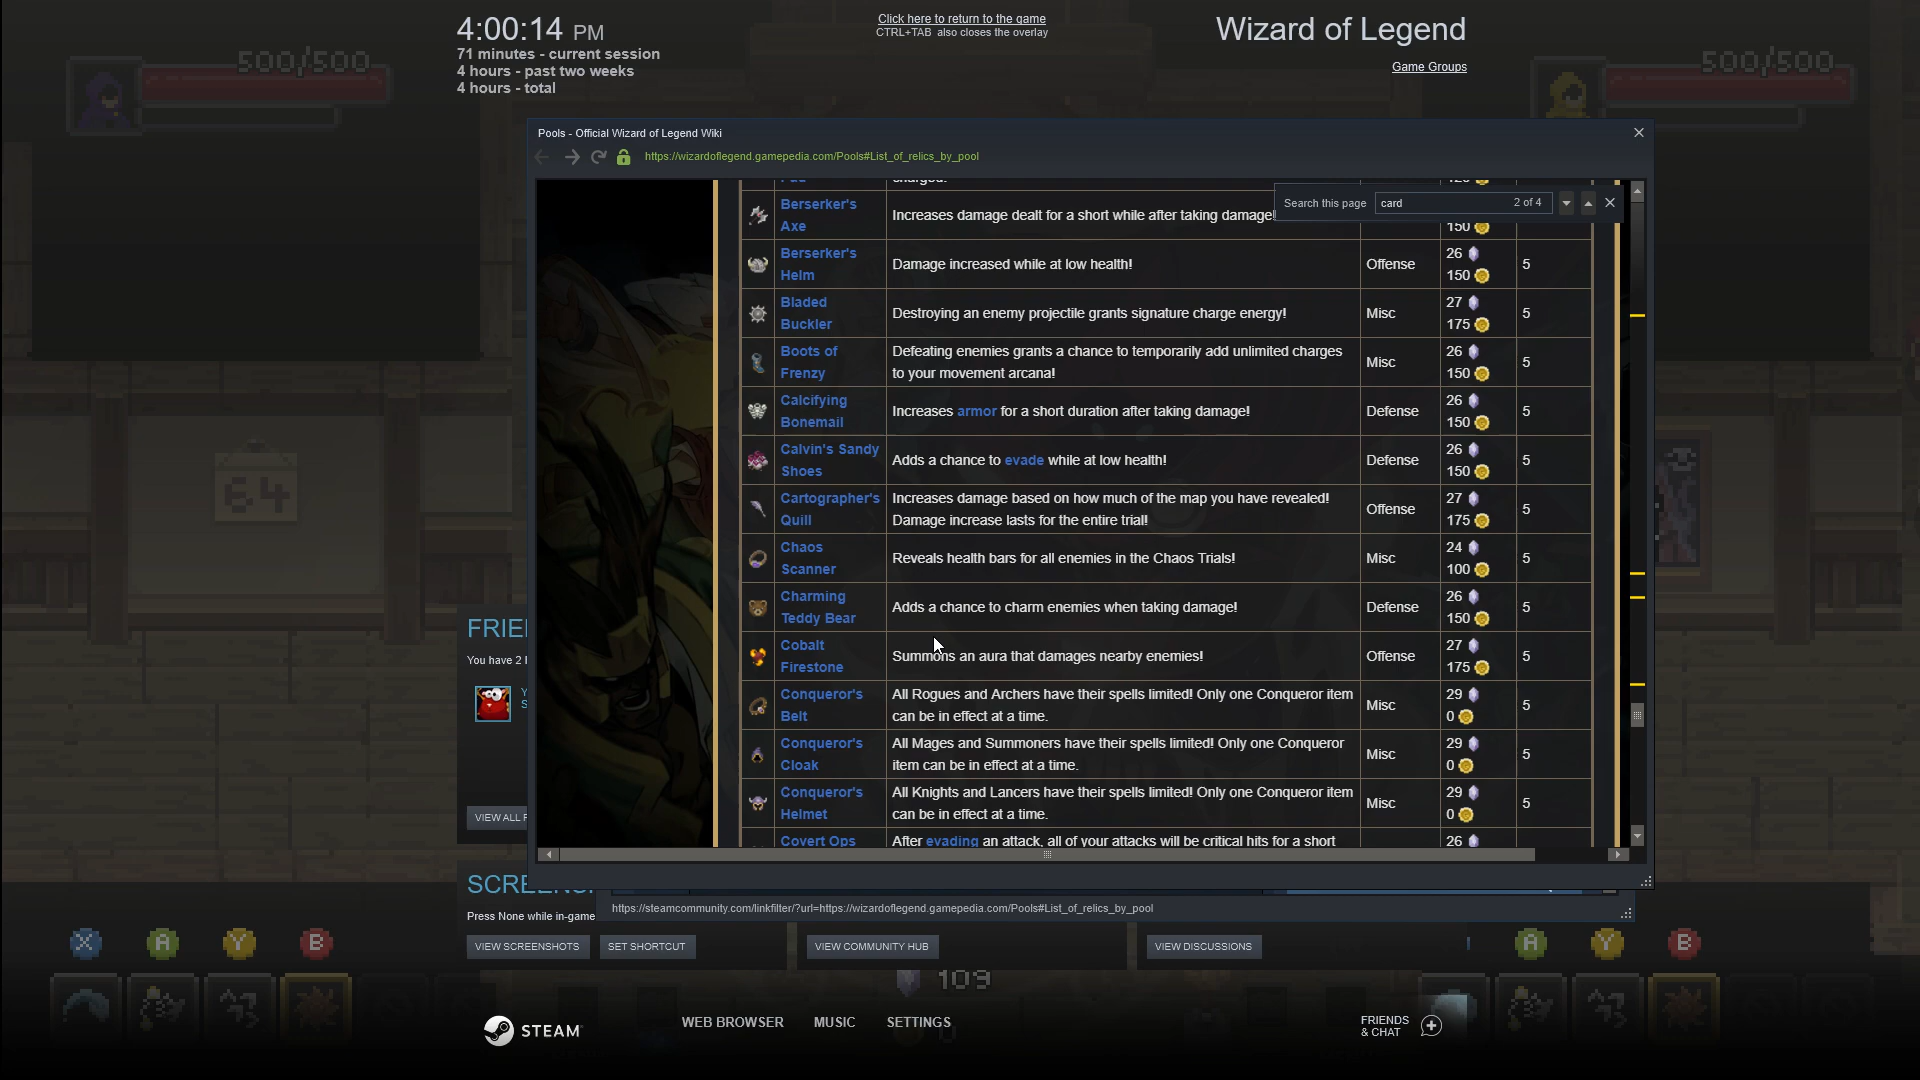 4:00:14 PM
71 minutes - current session
4 hours - past two weeks
4 hours - total
Click here to return to the game
CTRL+TAB also closes the overlay
Wizard of Legend
Game Groups
500/500
500/500
Pools - Official Wizard of Legend Wiki
https://wizardoflegend.gamepedia.com/Pools#List_of_relics_by_pool
Search this page
card
2 of 4
Berserker's
Axe
Increases damage dealt for a short while after taking damage!
150
Berserker's
Helm
Damage increased while at low health!
Offense
26
150
5
Bladed
Buckler
Destroying an enemy projectile grants signature charge energy!
Misc
27
175
5
Boots of
Frenzy
Defeating enemies grants a chance to temporarily add unlimited charges
to your movement arcana!
Misc
26
150
5
Calcifying
Bonemail
Increases armor for a short duration after taking damage!
Defense
26
150
5
Calvin's Sandy
Shoes
Adds a chance to evade while at low health!
Defense
26
150
5
Cartographer's
Quill
Increases damage based on how much of the map you have revealed!
Damage increase lasts for the entire trial!
Offense
27
175
5
Chaos
Scanner
Reveals health bars for all enemies in the Chaos Trials!
Misc
24
100
5
Charming
Teddy Bear
Adds a chance to charm enemies when taking damage!
Defense
26
150
5
Cobalt
Firestone
Summons an aura that damages nearby enemies!
Offense
27
175
5
Conqueror's
Belt
All Rogues and Archers have their spells limited! Only one Conqueror item
can be in effect at a time.
Misc
29
0
5
Conqueror's
Cloak
All Mages and Summoners have their spells limited! Only one Conqueror
item can be in effect at a time.
Misc
29
0
5
Conqueror's
Helmet
All Knights and Lancers have their spells limited! Only one Conqueror item
can be in effect at a time.
Misc
29
0
5
Covert Ops
After evading an attack, all of your attacks will be critical hits for a short
26
64
You have 2
VIEW ALL
Press None while in-game
https://steamcommunity.com/linkfilter/?url=https://wizardoflegend.gamepedia.com/Pools#List_of_relics_by_pool
VIEW SCREENSHOTS
SET SHORTCUT
VIEW COMMUNITY HUB
VIEW DISCUSSIONS
X
A
Y
B
A
Y
B
109
STEAM
WEB BROWSER
MUSIC
SETTINGS
FRIENDS
& CHAT